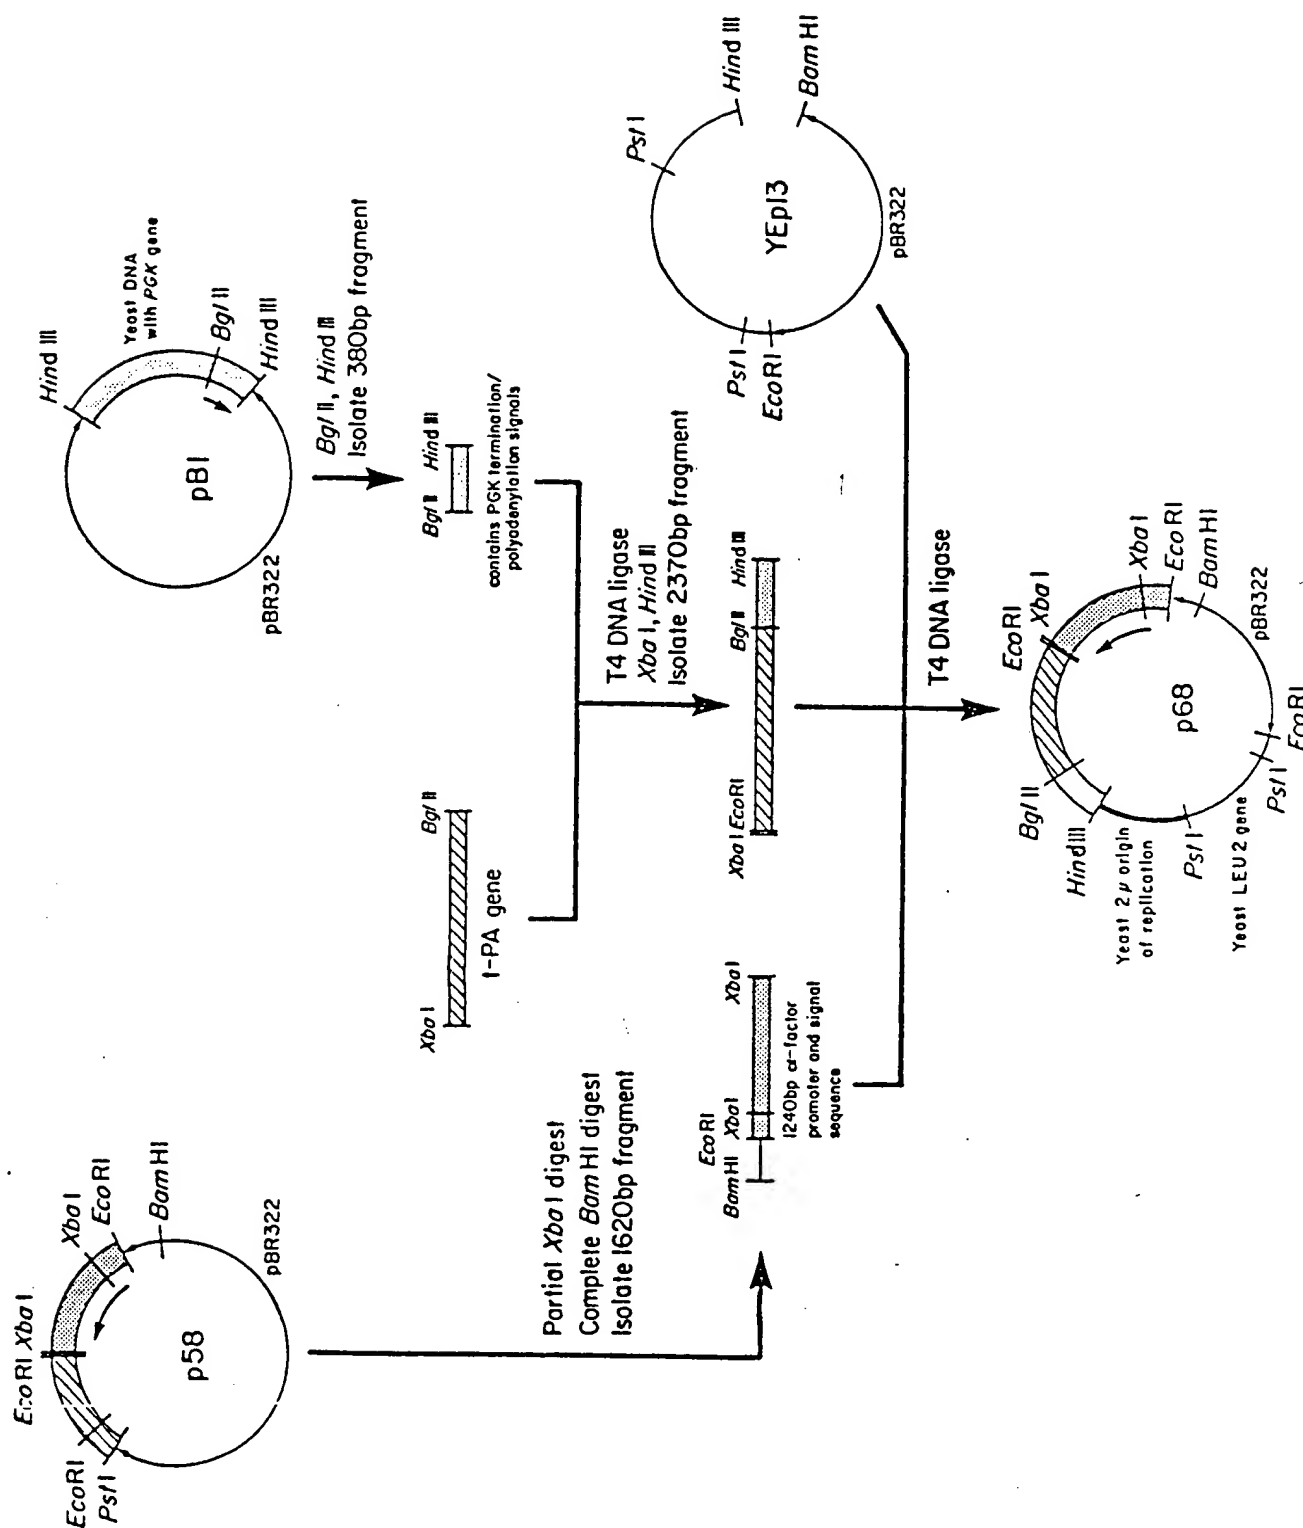 Hind III
Yeast DNA
with PGK gene
Bgl II
Hind III
pB1
pBR322
Bgl II, Hind III
Isolate 380bp fragment
Bgl II
Hind III
contains PGK termination/
polyadenylation signals
Xba I
Bgl II
t-PA gene
T4 DNA ligase
Xba I, Hind II
Isolate 2370bp fragment
Xba I
EcoRI
Bgl II
Hind III
EcoRI
Xba I
EcoRI
Pst I
Xba I
EcoRI
BamHI
p58
pBR322
Partial Xba I digest
Complete BamHI digest
Isolate 1620bp fragment
BamHI
EcoRI
Xba I
Xba I
1240bp α-factor
promoter and signal
sequence
Pst I
Hind III
BamHI
YEp13
Pst I
EcoRI
pBR322
T4 DNA ligase
EcoRI
Xba I
Xba I
EcoRI
BamHI
pBR322
p68
Bgl II
Hind III
Yeast 2μ origin
of replication
Pst I
Yeast LEU2 gene
Pst I
EcoRI